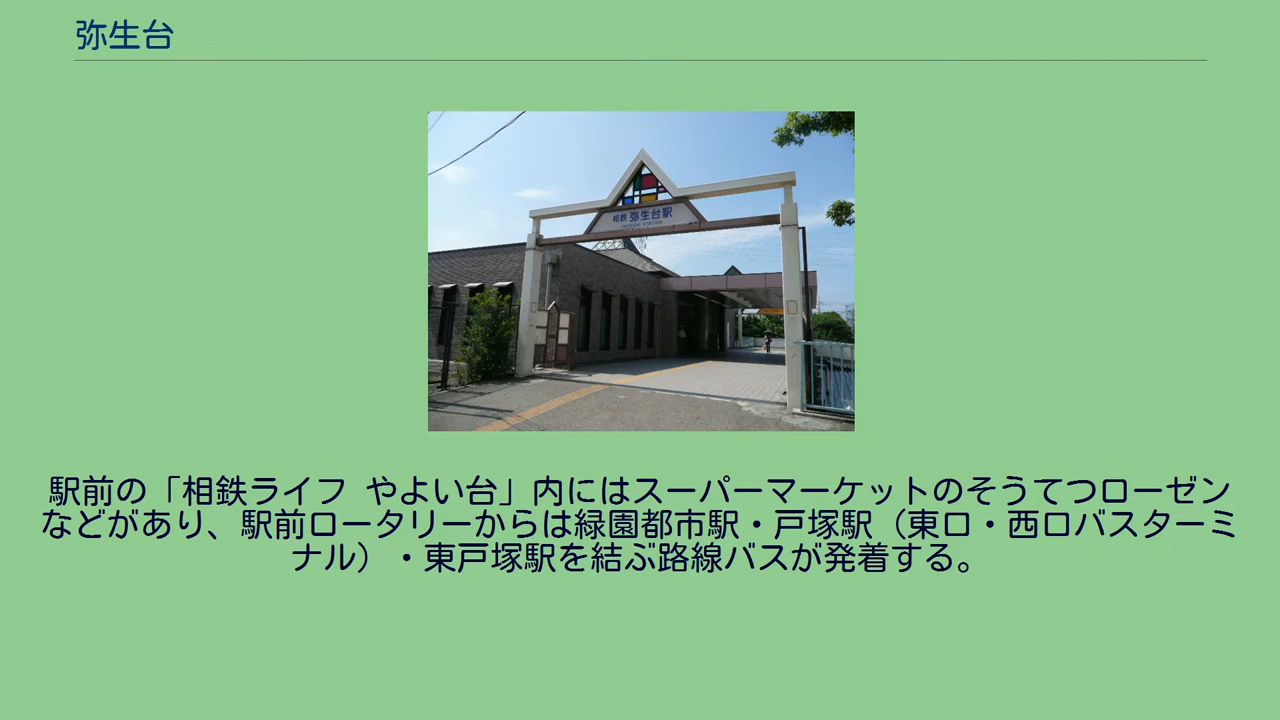 弥生台
相鉄 弥生台駅
YAYOIDAI STATION
駅前の「相鉄ライフ やよい台」内にはスーパーマーケットのそうてつローゼン
などがあり、駅前ロータリーからは緑園都市駅・戸塚駅（東口・西口バスターミ
ナル）・東戸塚駅を結ぶ路線バスが発着する。